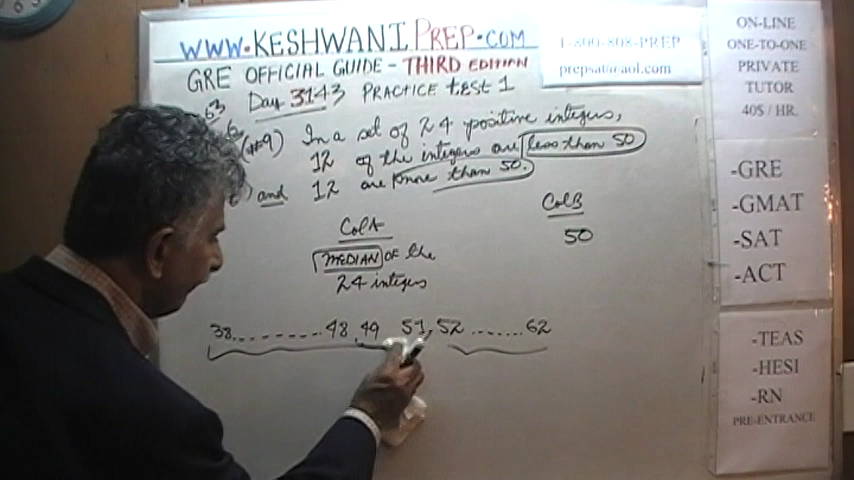 WWW.KESHWANIPREP.COM
1-800-808-PREP
prepsat@aol.com
GRE OFFICIAL GUIDE - THIRD EDITION
Day 3143 PRACTICE test 1
63
(#9) In a set of 24 positive integers,
12 of the integers are less than 50
and 12 are more than 50.
Col A
Col B
MEDIAN of the
24 integers
50
38......... 48, 49 51, 52 ....... 62
ON-LINE
ONE-TO-ONE
PRIVATE
TUTOR
40$ / HR.
-GRE
-GMAT
-SAT
-ACT
-TEAS
-HESI
-RN
PRE-ENTRANCE